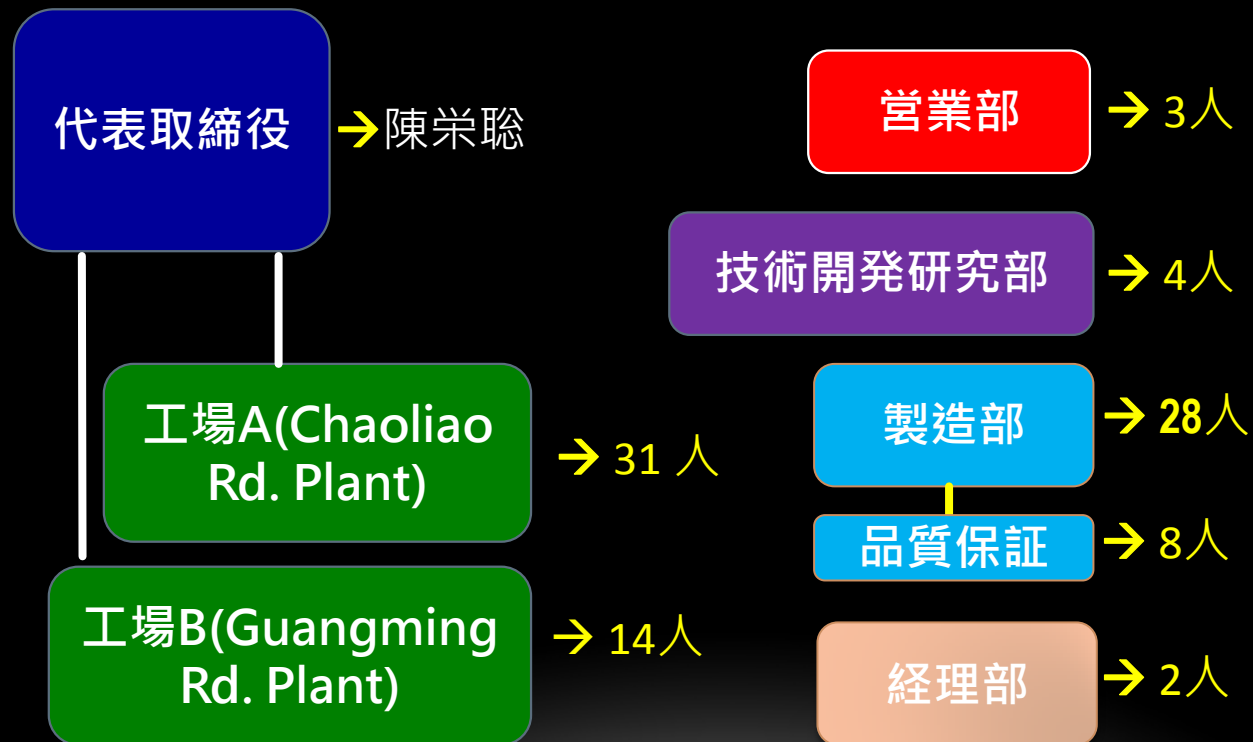 代表取締役
→陳栄聡
工場A(Chaoliao
Rd. Plant)
→ 31 人
工場B(Guangming
Rd. Plant)
→ 14人
営業部
→ 3人
技術開発研究部
→ 4人
製造部
→ 28人
品質保証
→ 8人
経理部
→ 2人